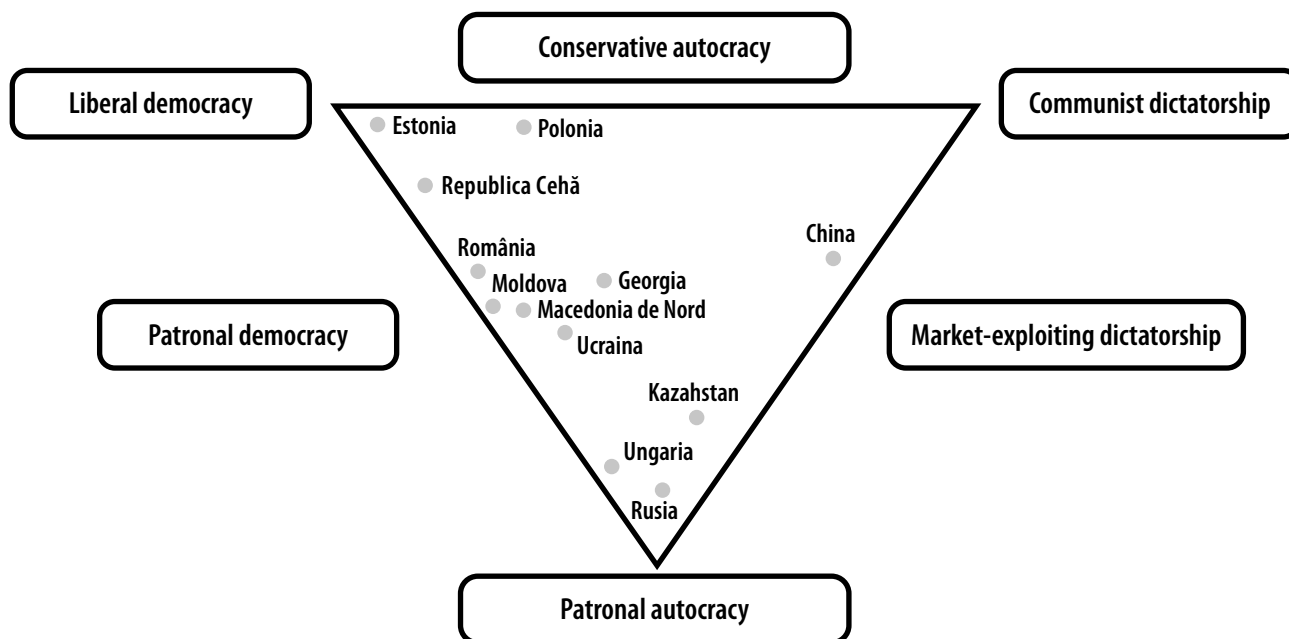 Conservative autocracy
Liberal democracy
Communist dictatorship
Estonia
Polonia
Republica Cehă
China
România
Georgia
Moldova
Macedonia de Nord
Patronal democracy
Market-exploiting dictatorship
Ucraina
Kazahstan
Ungaria
Rusia
Patronal autocracy